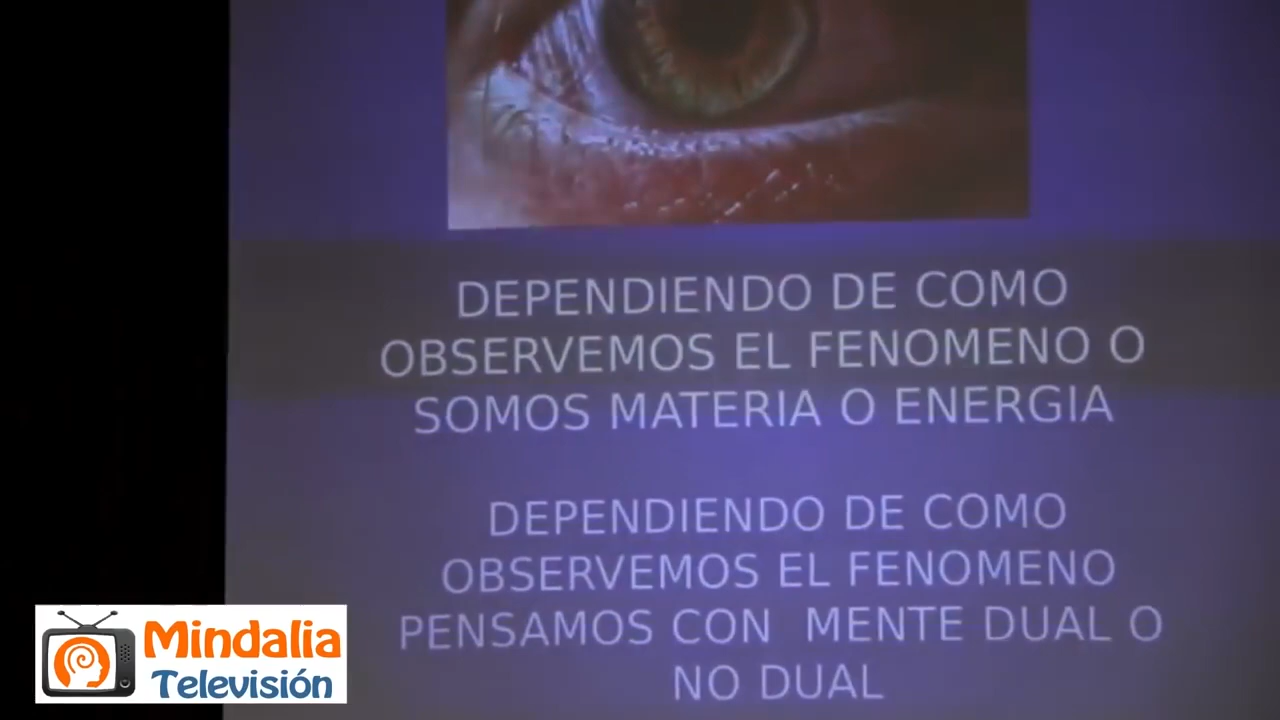 DEPENDIENDO DE COMO
OBSERVEMOS EL FENOMENO O
SOMOS MATERIA O ENERGIA
DEPENDIENDO DE COMO
OBSERVEMOS EL FENOMENO
PENSAMOS CON MENTE DUAL O
NO DUAL
Mindalia
Televisión